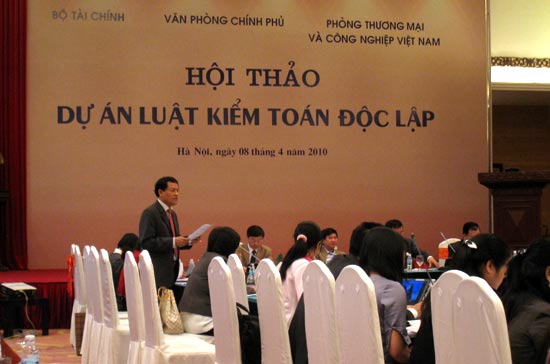 BỘ TÀI CHÍNH
VĂN PHÒNG CHÍNH PHỦ
PHÒNG THƯƠNG MẠI
VÀ CÔNG NGHIỆP VIỆT NAM
HỘI THẢO
DỰ ÁN LUẬT KIỂM TOÁN ĐỘC LẬP
Hà Nội, ngày 08 tháng 4 năm 2010